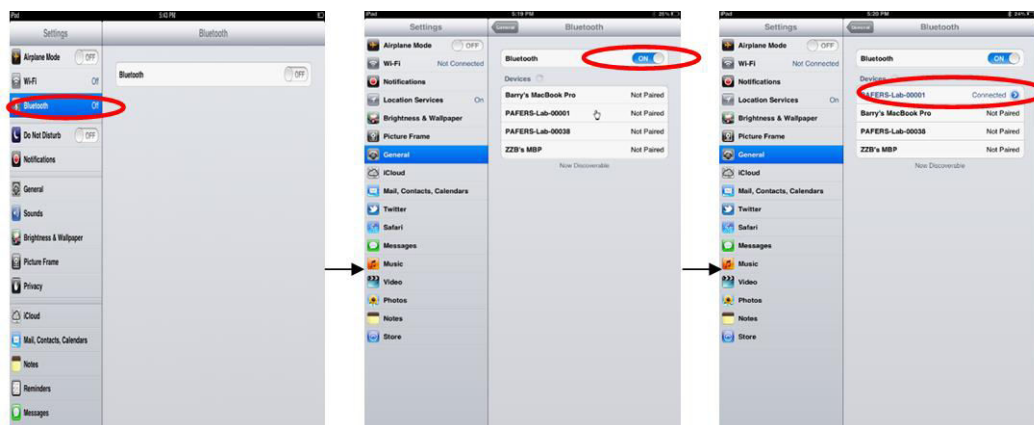 iPad 5:43 PM
Settings Bluetooth
Airplane Mode OFF
Wi-Fi Off
Bluetooth Off
Bluetooth OFF
Do Not Disturb OFF
Notifications
General
Sounds
Brightness & Wallpaper
Picture Frame
Privacy
iCloud
Mail, Contacts, Calendars
Notes
Reminders
Messages
iPad 5:19 PM
Settings Bluetooth
Airplane Mode OFF
Wi-Fi Not Connected
Notifications
Location Services On
Brightness & Wallpaper
Picture Frame
General
iCloud
Mail, Contacts, Calendars
Twitter
Safari
Messages
Music
Video
Photos
Notes
Store
Bluetooth ON
Devices
Barry's MacBook Pro Not Paired
PAFERS-Lab-00001 Not Paired
PAFERS-Lab-00038 Not Paired
ZZB's MBP Not Paired
Now Discoverable
iPad 5:20 PM 24%
Settings Bluetooth
Airplane Mode OFF
Wi-Fi Not Connected
Notifications
Location Services On
Brightness & Wallpaper
Picture Frame
General
iCloud
Mail, Contacts, Calendars
Twitter
Safari
Messages
Music
Video
Photos
Notes
Store
Bluetooth ON
Devices
PAFERS-Lab-00001 Connected
Barry's MacBook Pro Not Paired
PAFERS-Lab-00038 Not Paired
ZZB's MBP Not Paired
Now Discoverable